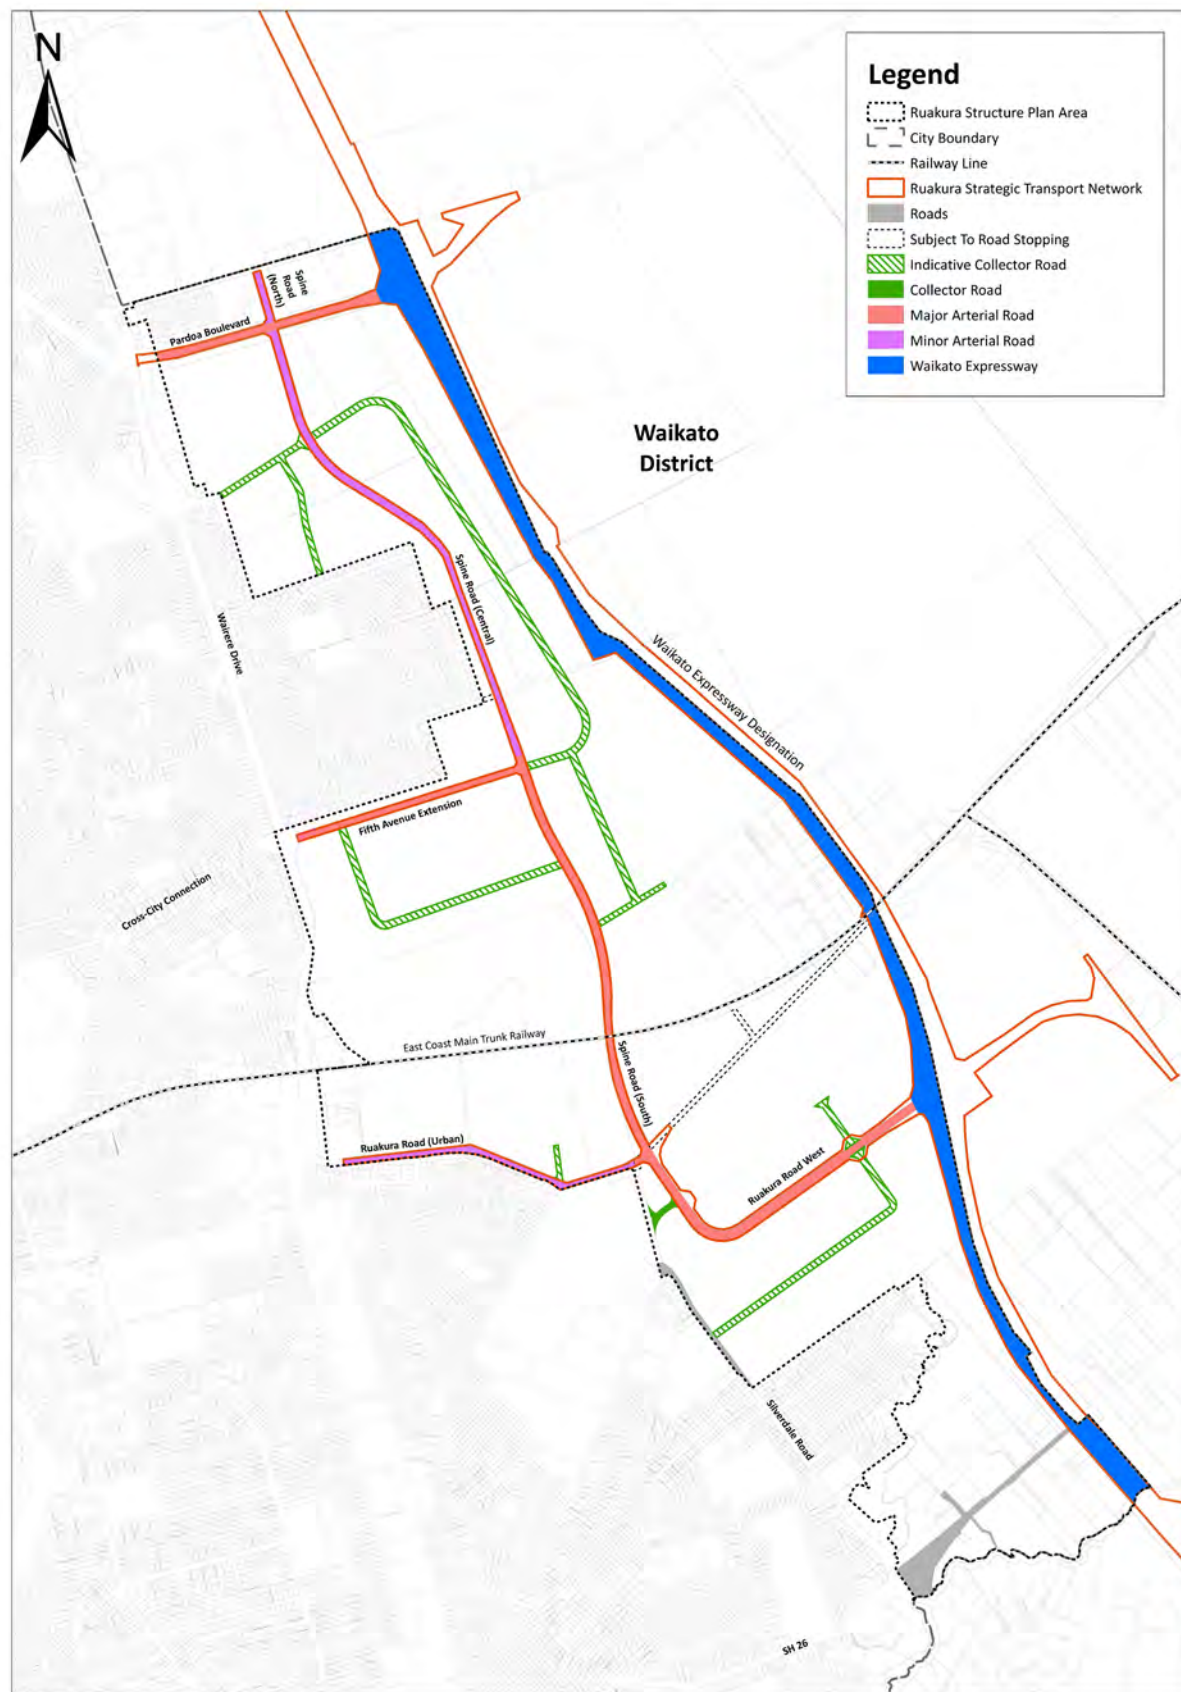 N
Legend
Ruakura Structure Plan Area
City Boundary
Railway Line
Ruakura Strategic Transport Network
Roads
Subject To Road Stopping
Indicative Collector Road
Collector Road
Major Arterial Road
Minor Arterial Road
Waikato Expressway
Spine
Road
(North)
Pardoa Boulevard
Waikato
District
Spine Road (Central)
Wairere Drive
Waikato Expressway Designation
Fifth Avenue Extension
Cross-City Connection
East Coast Main Trunk Railway
Spine Road (South)
Ruakura Road (Urban)
Ruakura Road West
Silverdale Road
SH 26